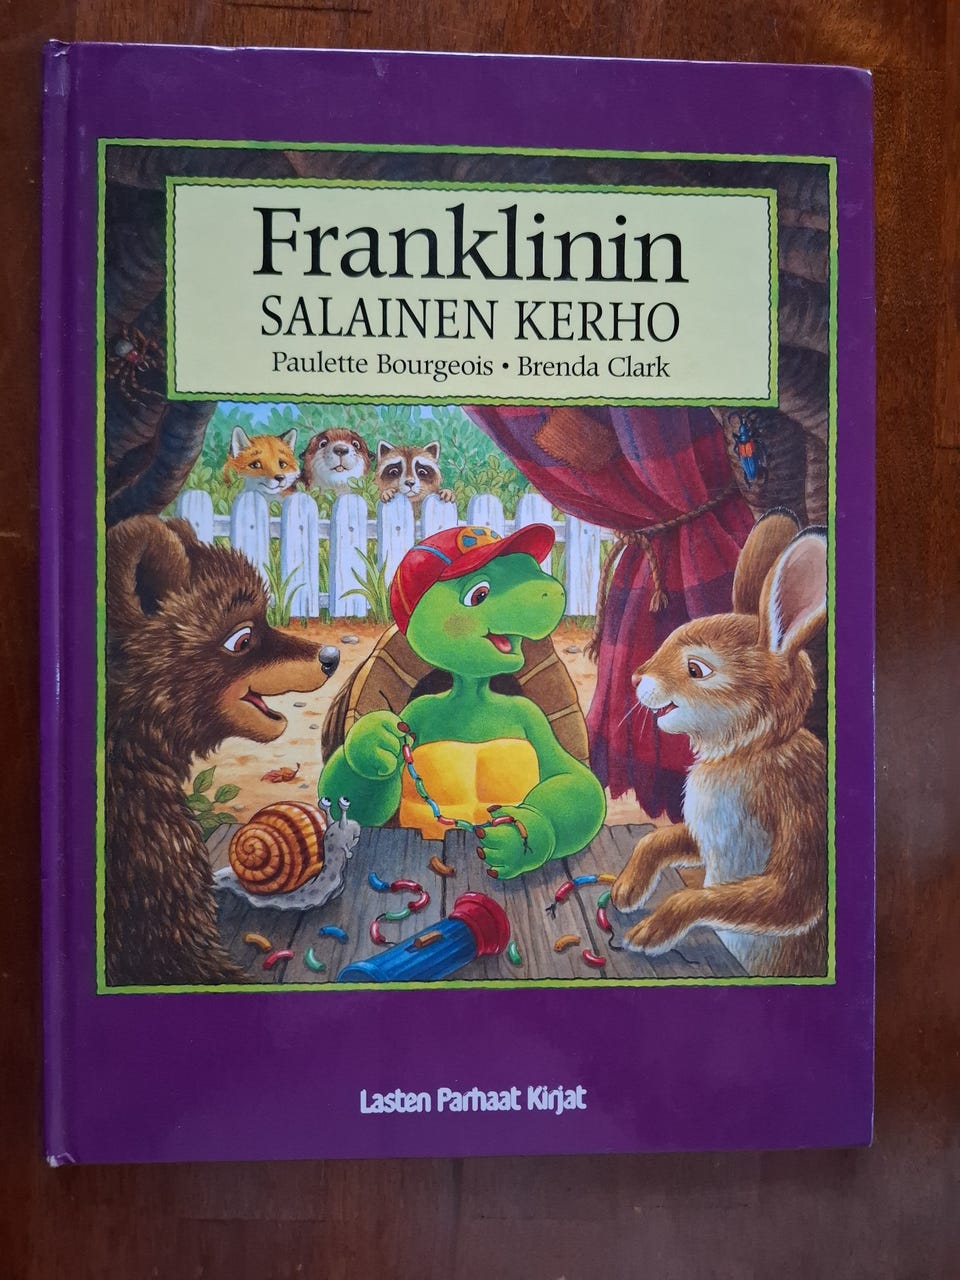 Franklinin
SALAINEN KERHO
Paulette Bourgeois • Brenda Clark
Lasten Parhaat Kirjat